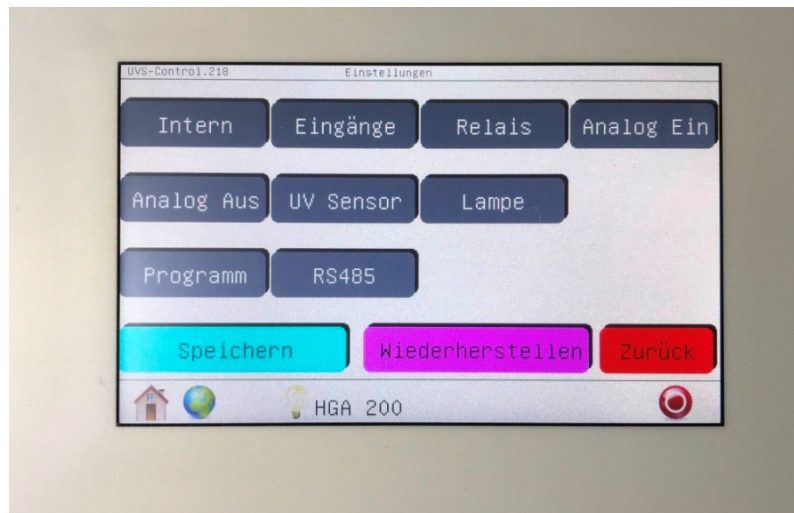 UVS-Control.218 Einstellungen
Intern Eingänge Relais Analog Ein
Analog Aus UV Sensor Lampe
Programm RS485
Speichern Wiederherstellen Zurück
HGA 200